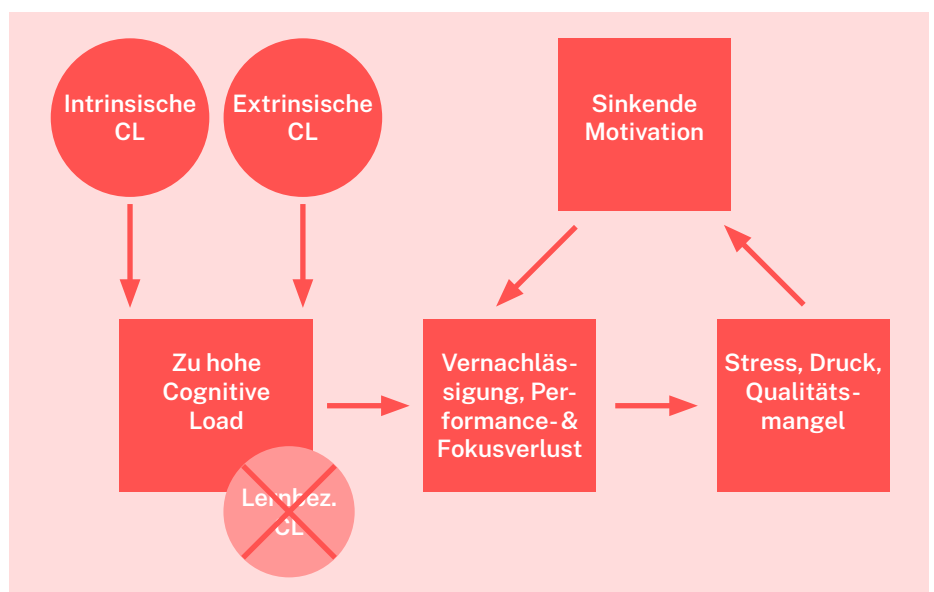 Intrinsische
CL
Extrinsische
CL
Sinkende
Motivation
Zu hohe
Cognitive
Load
Lernbez.
CL
Vernachläs-
sigung, Per-
formance- &
Fokusverlust
Stress, Druck,
Qualitäts-
mangel